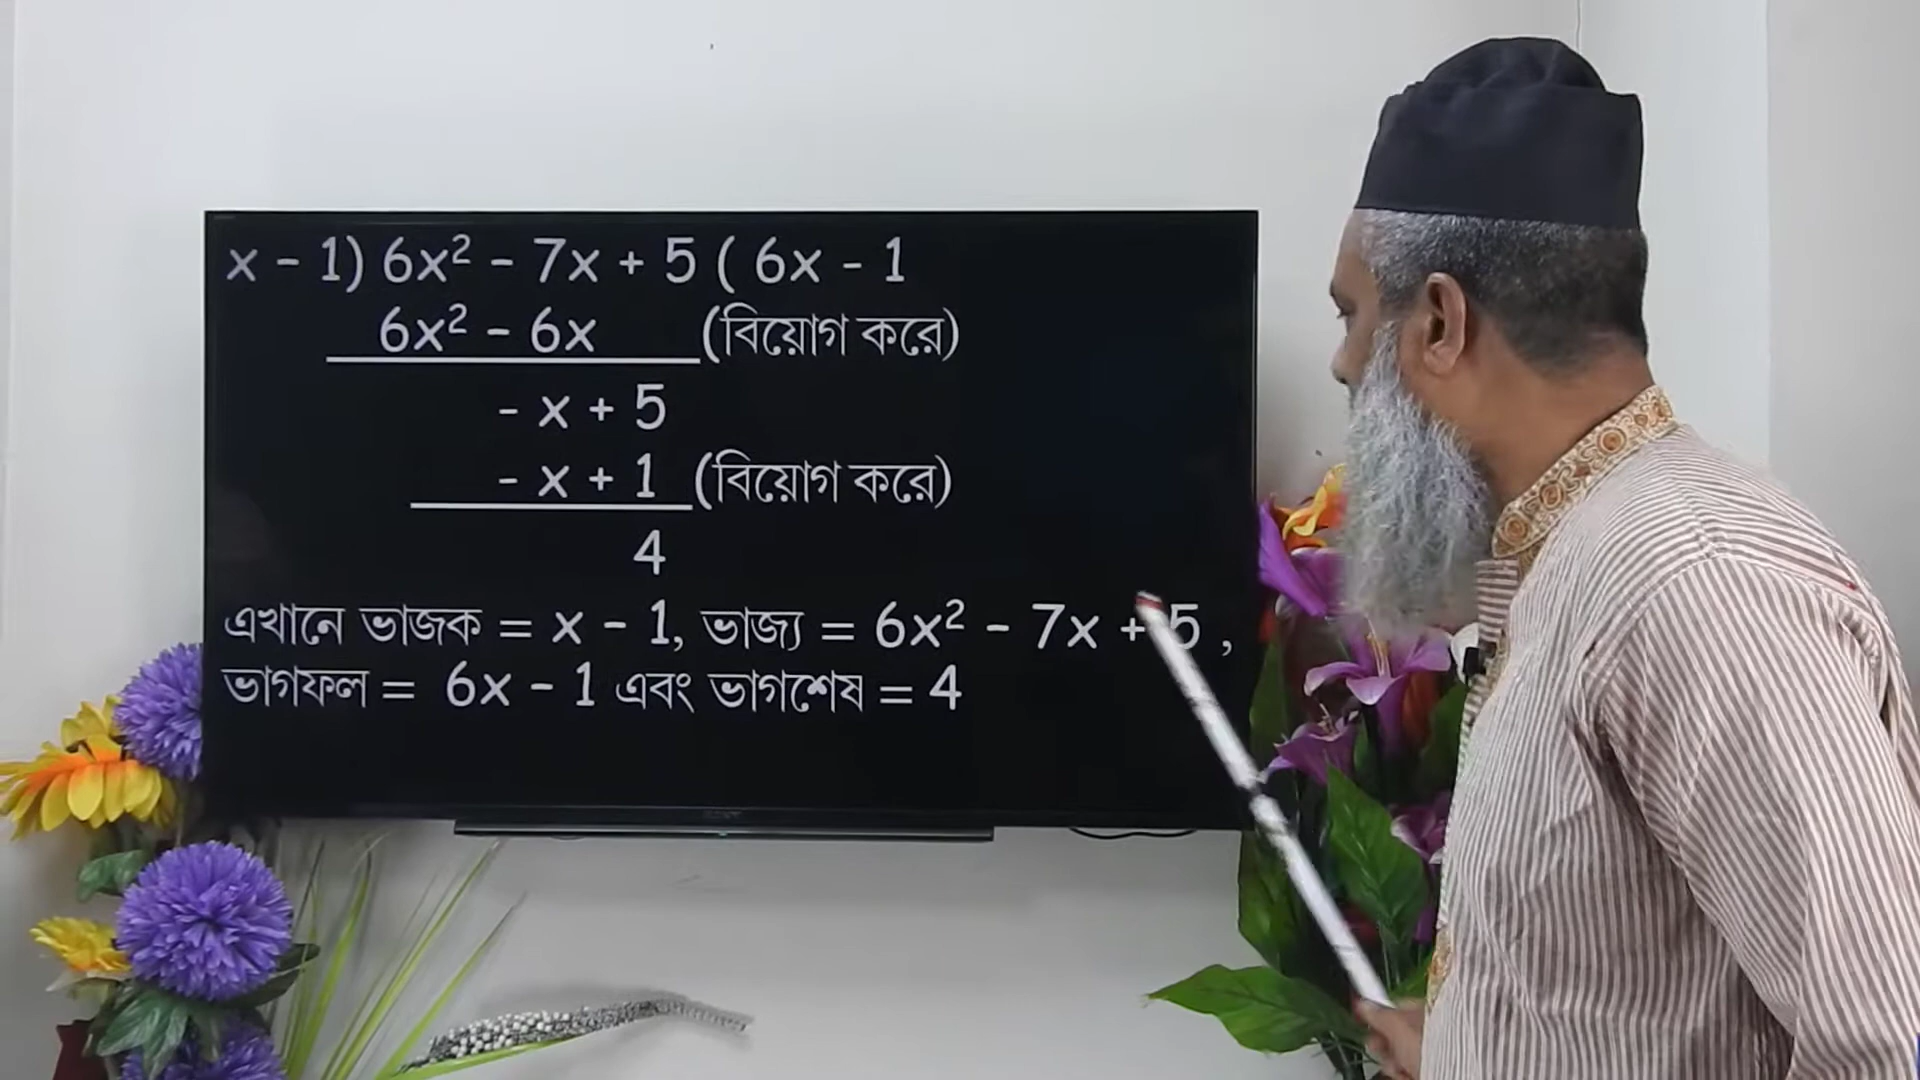 x - 1) 6x² - 7x + 5 ( 6x - 1
6x² - 6x (বিয়োগ করে)
- x + 5
- x + 1 (বিয়োগ করে)
4
এখানে ভাজক = x - 1, ভাজ্য = 6x² - 7x + 5 ,
ভাগফল = 6x - 1 এবং ভাগশেষ = 4